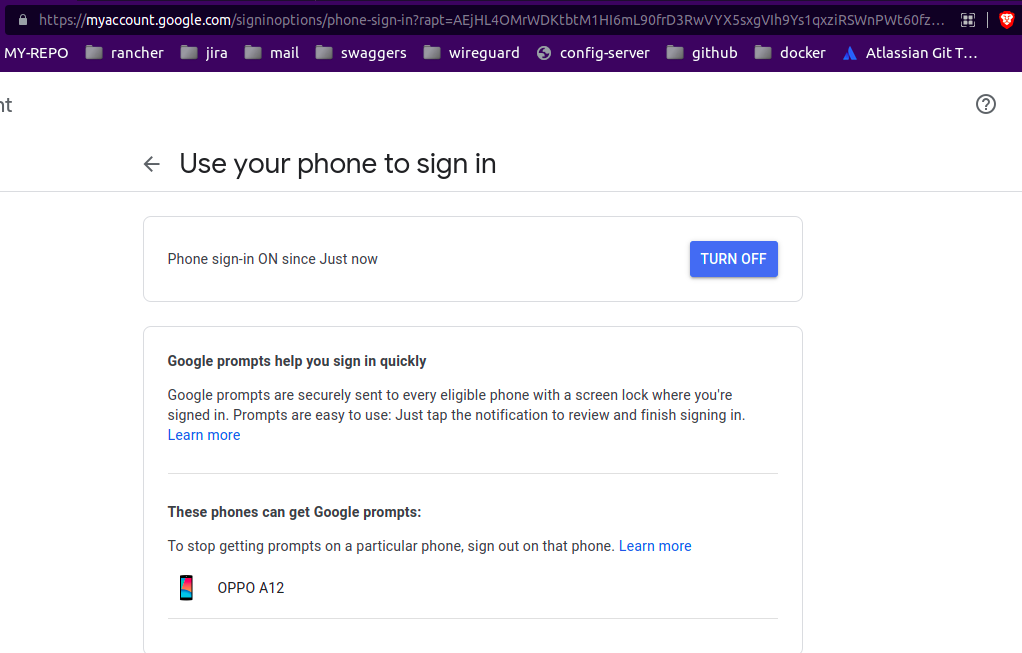 https://myaccount.google.com/signinoptions/phone-sign-in?rapt=AEjHL4OMrWDKtbtM1HI6mL90frD3RwVYX5sxgVIh9Ys1qxziRSWnPWt60fz…
MY-REPO rancher jira mail swaggers wireguard config-server github docker Atlassian Git T…
nt
Use your phone to sign in
Phone sign-in ON since Just now
TURN OFF
Google prompts help you sign in quickly
Google prompts are securely sent to every eligible phone with a screen lock where you're
signed in. Prompts are easy to use: Just tap the notification to review and finish signing in.
Learn more
These phones can get Google prompts:
To stop getting prompts on a particular phone, sign out on that phone. Learn more
OPPO A12